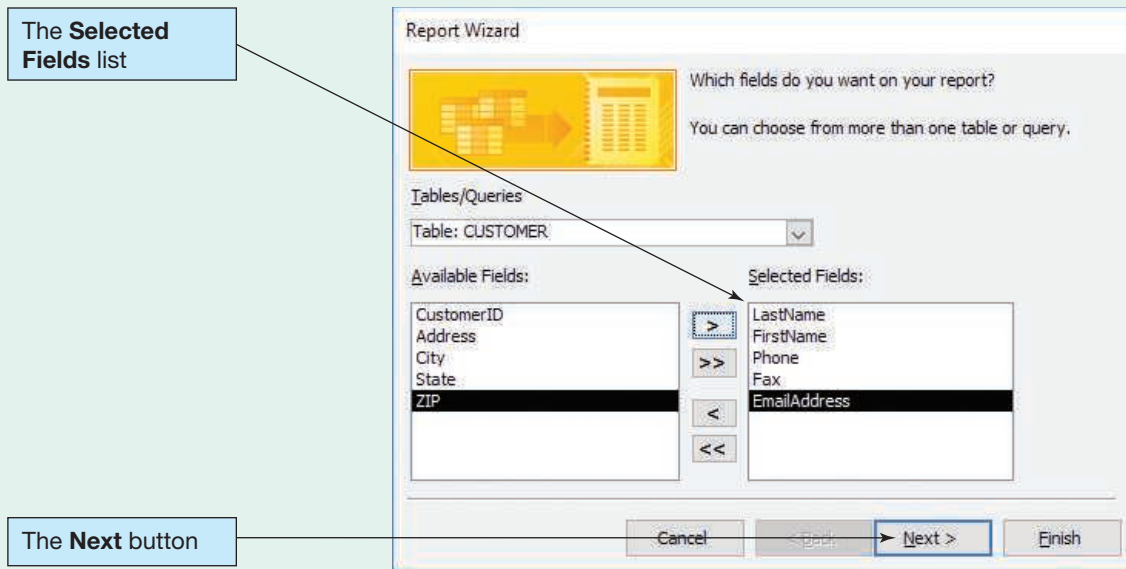 The Selected
Fields list
Report Wizard
Which fields do you want on your report?
You can choose from more than one table or query.
Tables/Queries
Table: CUSTOMER
Available Fields:
CustomerID
Address
City
State
ZIP
>
>>
<
<<
Selected Fields:
LastName
FirstName
Phone
Fax
EmailAddress
The Next button
Cancel
< Back
Next >
Finish